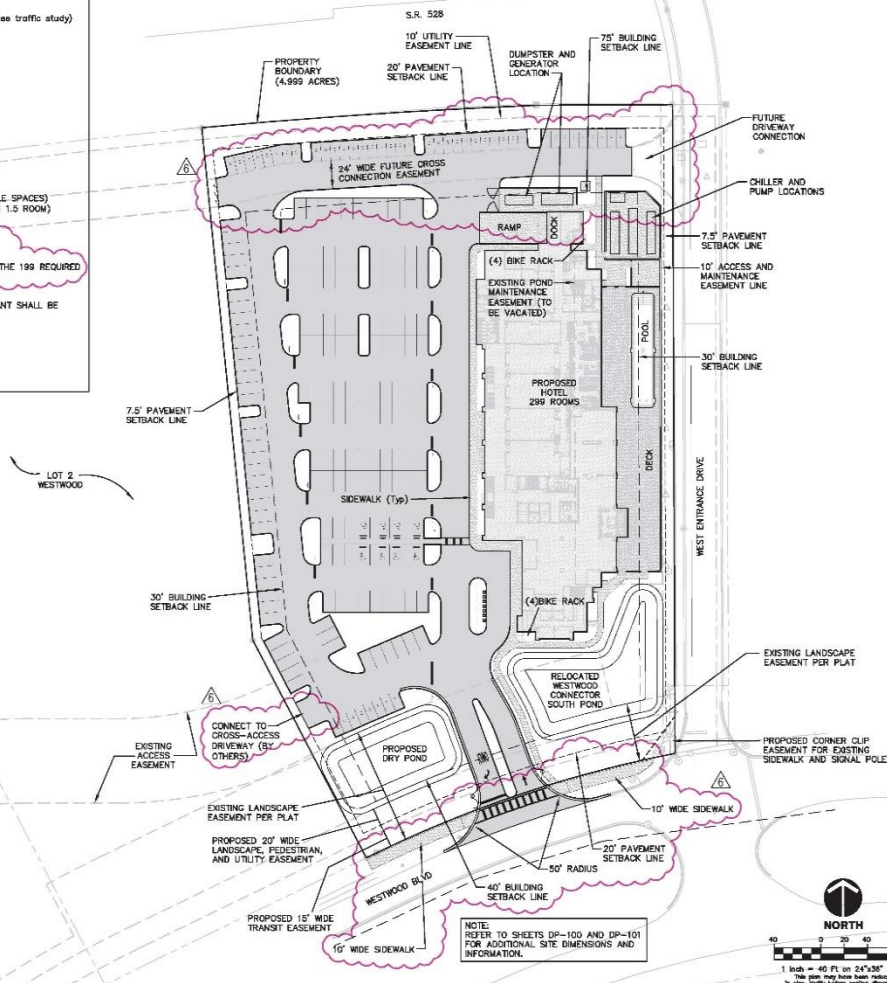 ee traffic study)
LE SPACES)
1.5 ROOM)
THE 199 REQUIRED
NT SHALL BE
S.R. 528
10' UTILITY
EASEMENT LINE
PROPERTY
BOUNDARY
(4.999 ACRES)
20' PAVEMENT
SETBACK LINE
DUMPSTER AND
GENERATOR
LOCATION
75' BUILDING
SETBACK LINE
FUTURE
DRIVEWAY
CONNECTION
6
24' WIDE FUTURE CROSS
CONNECTION EASEMENT
CHILLER AND
PUMP LOCATIONS
RAMP
DOCK
7.5' PAVEMENT
SETBACK LINE
(4) BIKE RACK
10' ACCESS AND
MAINTENANCE
EASEMENT LINE
EXISTING POND
MAINTENANCE
EASEMENT (TO
BE VACATED)
POOL
30' BUILDING
SETBACK LINE
PROPOSED
HOTEL
299 ROOMS
7.5' PAVEMENT
SETBACK LINE
DECK
LOT 2
WESTWOOD
SIDEWALK (Typ)
WEST ENTRANCE DRIVE
30' BUILDING
SETBACK LINE
(4)BIKE RACK
EXISTING LANDSCAPE
EASEMENT PER PLAT
RELOCATED
WESTWOOD
CONNECTOR
SOUTH POND
6
CONNECT TO
CROSS-ACCESS
DRIVEWAY (BY
OTHERS)
PROPOSED
DRY POND
PROPOSED CORNER CLIP
EASEMENT FOR EXISTING
SIDEWALK AND SIGNAL POLE
EXISTING
ACCESS
EASEMENT
6
EXISTING LANDSCAPE
EASEMENT PER PLAT
10' WIDE SIDEWALK
PROPOSED 20' WIDE
LANDSCAPE, PEDESTRIAN,
AND UTILITY EASEMENT
20' PAVEMENT
SETBACK LINE
50' RADIUS
WESTWOOD BLVD
40' BUILDING
SETBACK LINE
PROPOSED 15' WIDE
TRANSIT EASEMENT
10' WIDE SIDEWALK
NOTE:
REFER TO SHEETS DP-100 AND DP-101
FOR ADDITIONAL SITE DIMENSIONS AND
INFORMATION.
NORTH
40 0 20 40
1 inch = 40 ft on 24"x36"
This plan may have been reduc